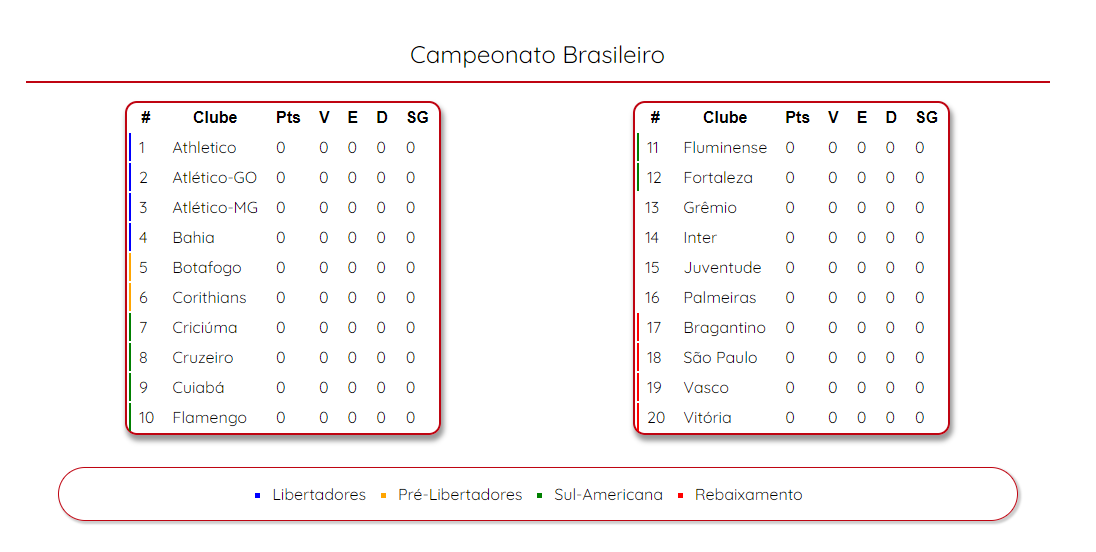 Campeonato Brasileiro
# Clube Pts V E D SG
1 Athletico 0 0 0 0 0
2 Atlético-GO 0 0 0 0 0
3 Atlético-MG 0 0 0 0 0
4 Bahia 0 0 0 0 0
5 Botafogo 0 0 0 0 0
6 Corithians 0 0 0 0 0
7 Criciúma 0 0 0 0 0
8 Cruzeiro 0 0 0 0 0
9 Cuiabá 0 0 0 0 0
10 Flamengo 0 0 0 0 0
# Clube Pts V E D SG
11 Fluminense 0 0 0 0 0
12 Fortaleza 0 0 0 0 0
13 Grêmio 0 0 0 0 0
14 Inter 0 0 0 0 0
15 Juventude 0 0 0 0 0
16 Palmeiras 0 0 0 0 0
17 Bragantino 0 0 0 0 0
18 São Paulo 0 0 0 0 0
19 Vasco 0 0 0 0 0
20 Vitória 0 0 0 0 0
Libertadores Pré-Libertadores Sul-Americana Rebaixamento